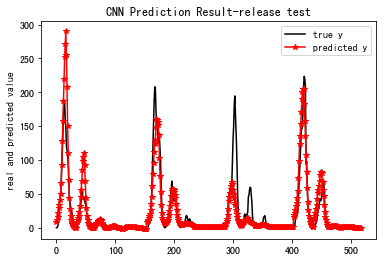 CNN Prediction Result-release test
true y
predicted y
real and predicted value
300
250
200
150
100
50
0
0 100 200 300 400 500